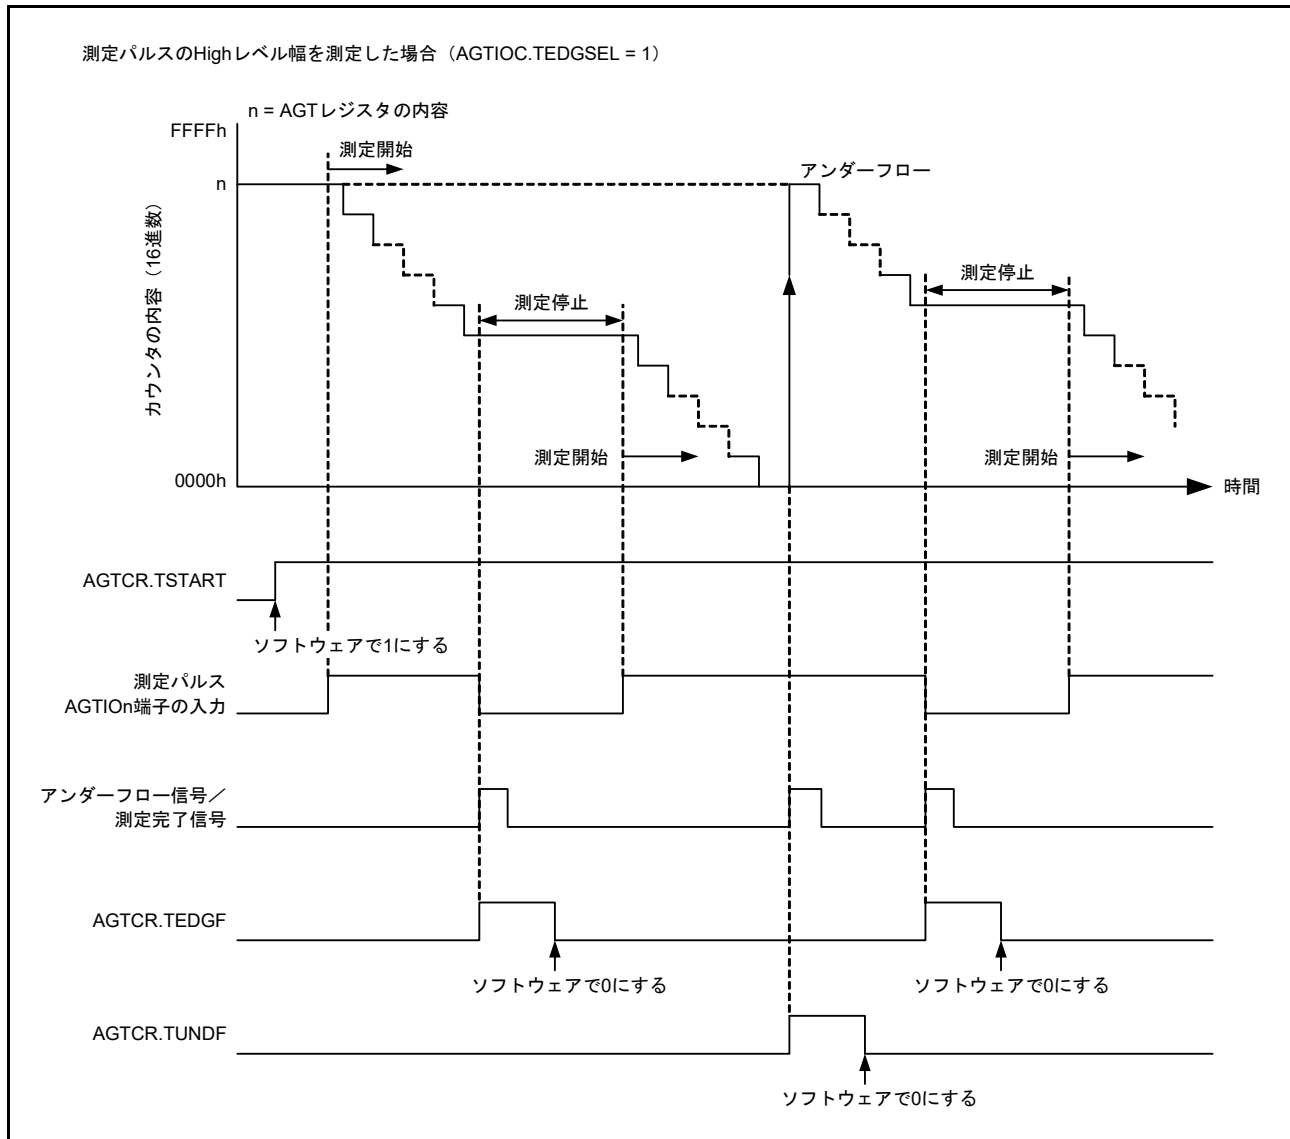 測定パルスのHighレベル幅を測定した場合（AGTIOC.TEDGSEL = 1）
n = AGTレジスタの内容
FFFFh
測定開始
アンダーフロー
n
カウンタの内容（16進数）
測定停止
測定停止
測定開始
測定開始
0000h
時間
AGTCR.TSTART
ソフトウェアで1にする
測定パルス
AGTIOn端子の入力
アンダーフロー信号／
測定完了信号
AGTCR.TEDGF
ソフトウェアで0にする
ソフトウェアで0にする
AGTCR.TUNDF
ソフトウェアで0にする